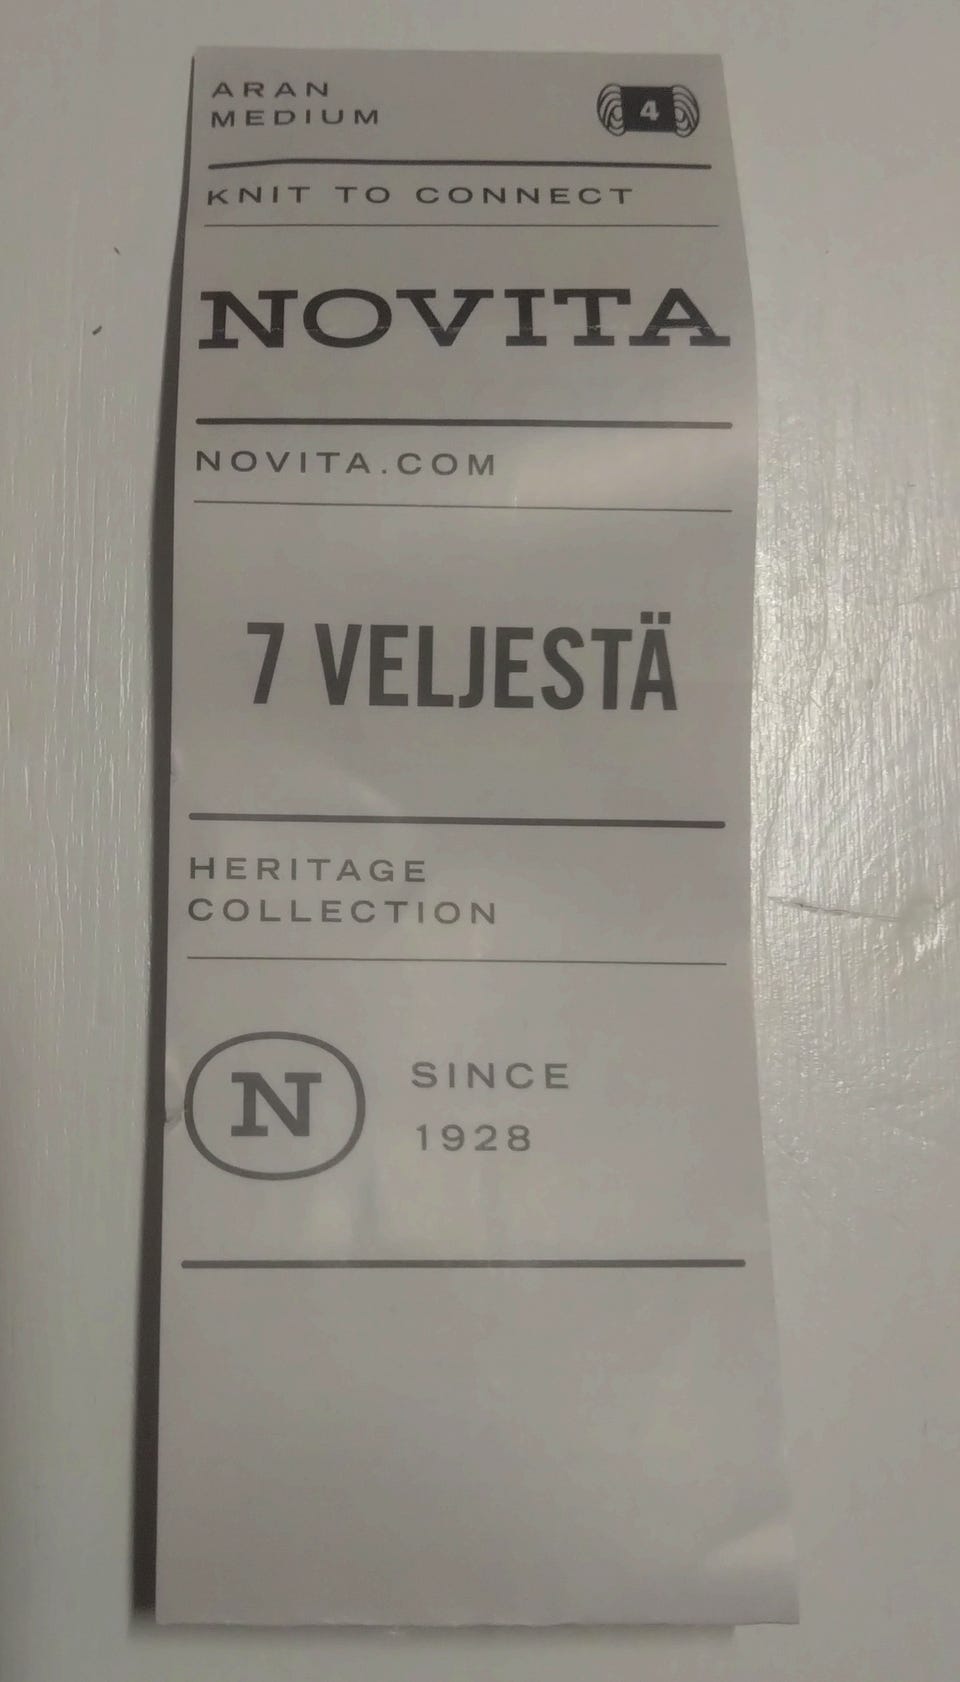 ARAN
MEDIUM
4
KNIT TO CONNECT
NOVITA
NOVITA.COM
7 VELJESTÄ
HERITAGE
COLLECTION
N
SINCE
1928